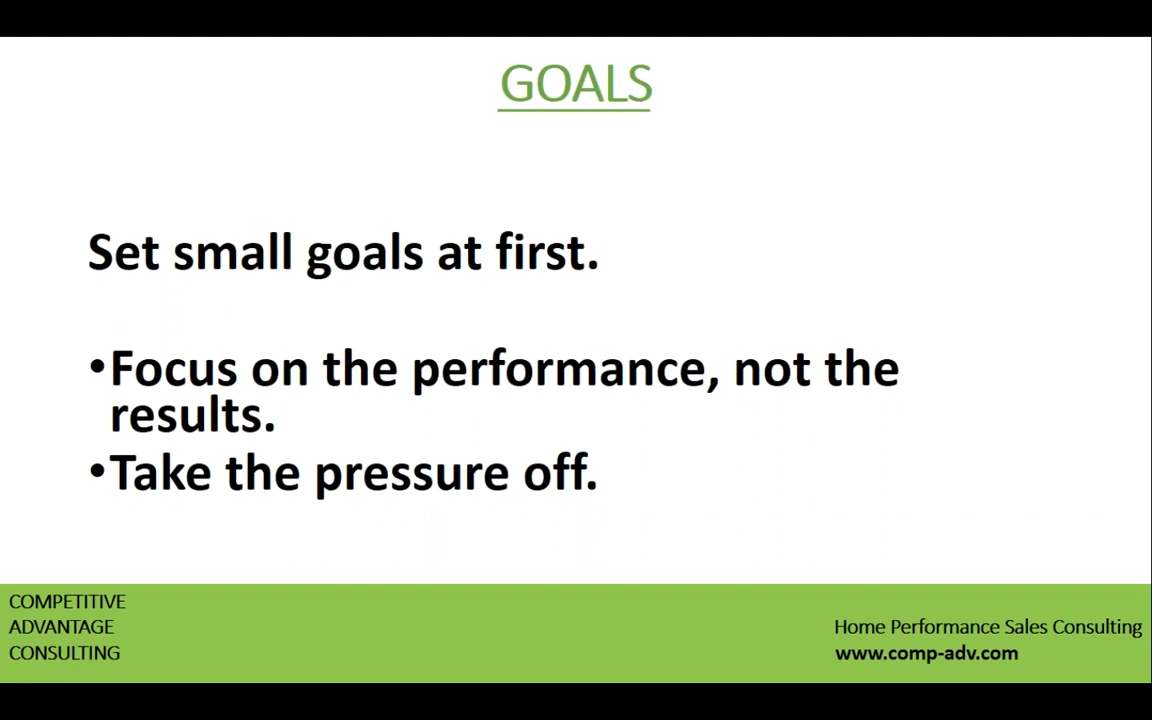 GOALS
Set small goals at first.
•Focus on the performance, not the
results.
•Take the pressure off.
COMPETITIVE
ADVANTAGE
CONSULTING
Home Performance Sales Consulting
www.comp-adv.com